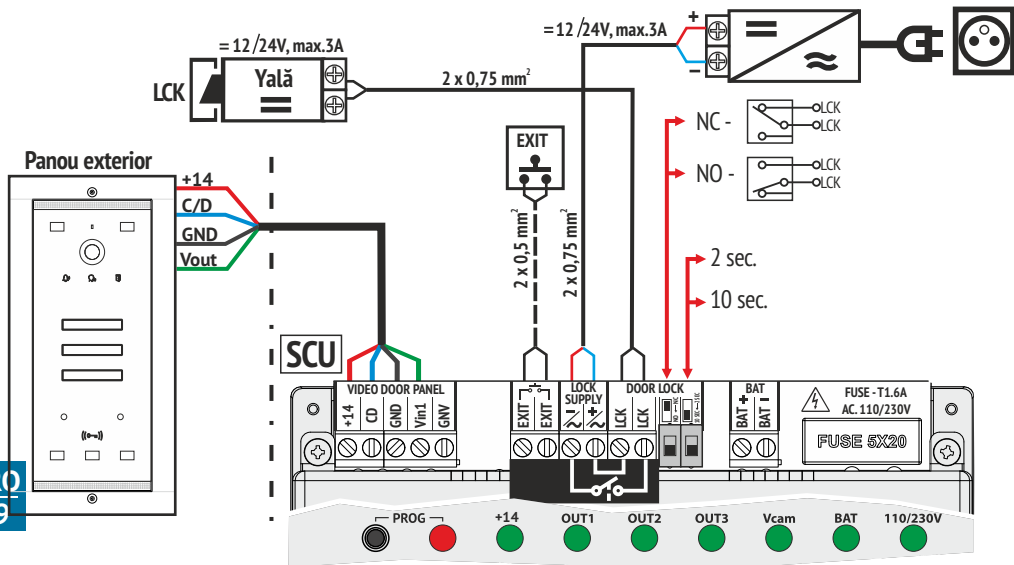 = 12/24V, max.3A
LCK
Yală
2 x 0,75 mm²
= 12/24V, max.3A
+
−
NC -
LCK
LCK
NO -
LCK
LCK
2 sec.
10 sec.
EXIT
2 x 0,5 mm²
2 x 0,75 mm²
Panou exterior
+14
C/D
GND
Vout
SCU
VIDEO DOOR PANEL
+14
CD
GND
Vin1
GNV
EXIT
EXIT
LOCK
SUPPLY
−
+
DOOR LOCK
LCK
LCK
BAT
BAT +
BAT −
FUSE - T1.6A
AC. 110/230V
FUSE 5X20
PROG
+14
OUT1
OUT2
OUT3
Vcam
BAT
110/230V
9